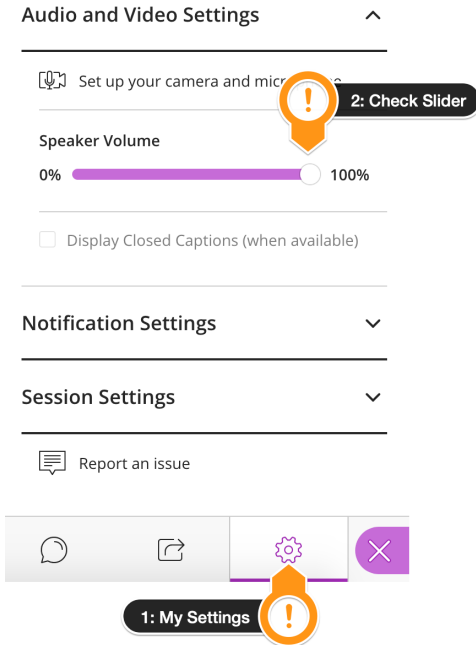 Audio and Video Settings
Set up your camera and microphone
2: Check Slider
Speaker Volume
0% 100%
Display Closed Captions (when available)
Notification Settings
Session Settings
Report an issue
1: My Settings